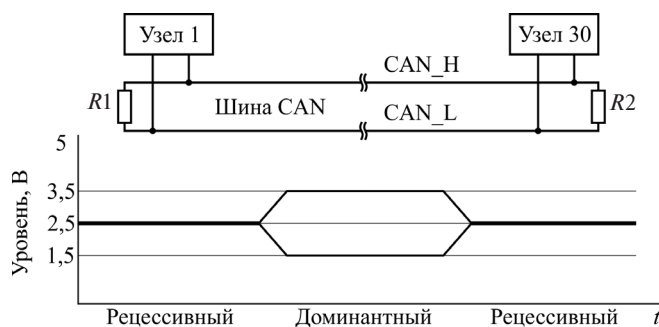 Узел 1
Узел 30
CAN_H
R1
Шина CAN
CAN_L
R2
5
Уровень, В
3,5
2,5
1,5
Рецессивный Доминантный Рецессивный t